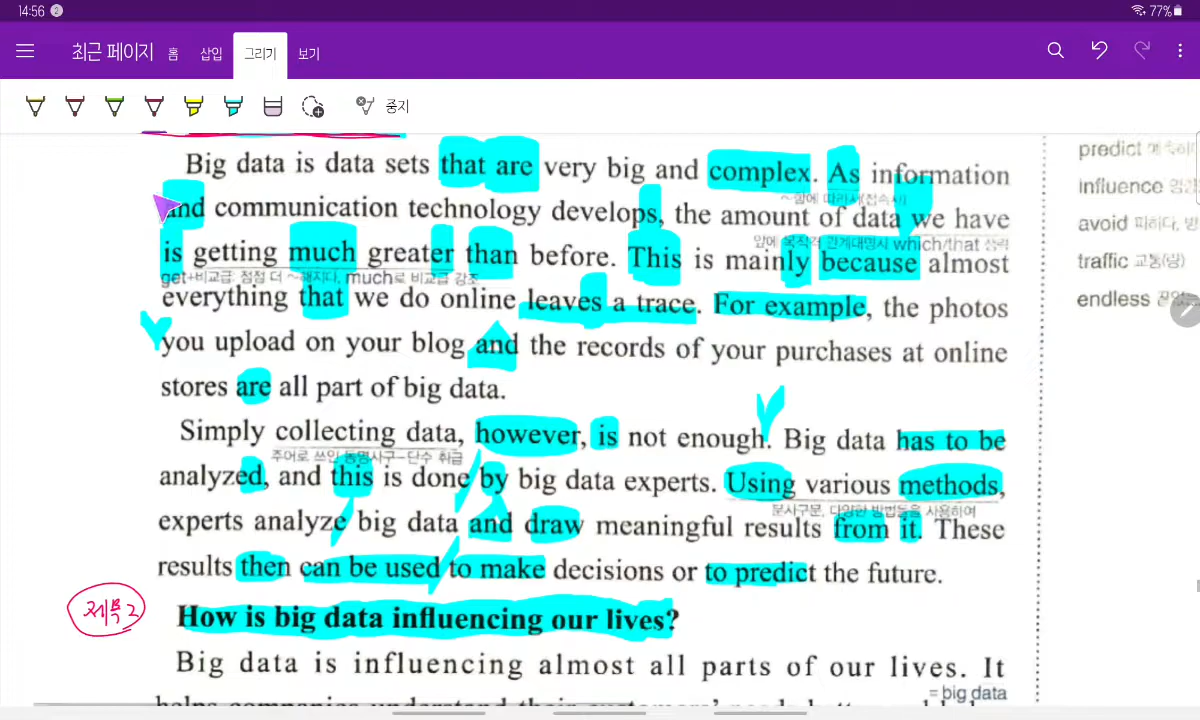 14:56 2 77%
최근 페이지 홈 삽입 그리기 보기
중지
Big data is data sets that are very big and complex. As information
~함에 따라서(접속사)
and communication technology develops, the amount of data we have
앞에 목적격 관계대명사 which/that 생략
is getting much greater than before. This is mainly because almost
get+비교급: 점점 더 ~해지다, much로 비교급 강조
everything that we do online leaves a trace. For example, the photos
you upload on your blog and the records of your purchases at online
stores are all part of big data.
Simply collecting data, however, is not enough. Big data has to be
주어로 쓰인 동명사구-단수 취급
analyzed, and this is done by big data experts. Using various methods,
분사구문, 다양한 방법들을 사용하여
experts analyze big data and draw meaningful results from it. These
results then can be used to make decisions or to predict the future.
제목2
How is big data influencing our lives?
Big data is influencing almost all parts of our lives. It
= big data
helps companies understand their customers' needs better
predict 예측하
influence
avoid 피하다,
traffic 교통(량)
endless